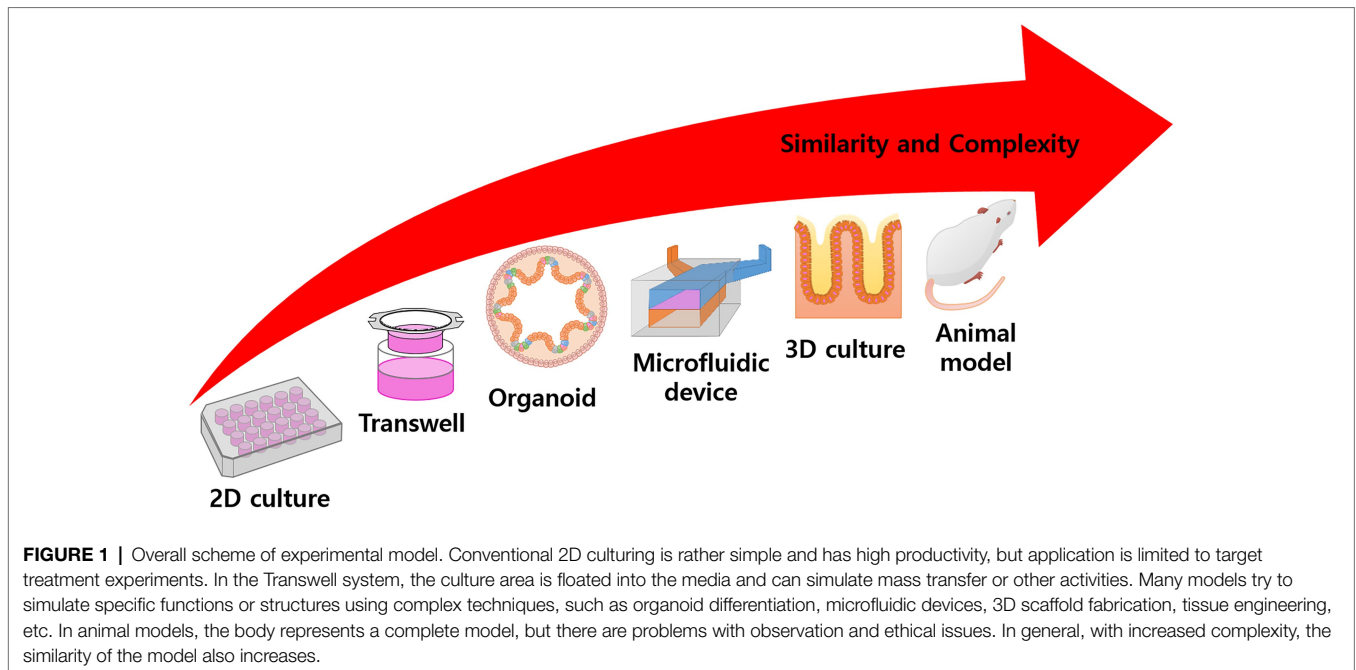 Similarity and Complexity
2D culture
Transwell
Organoid
Microfluidic
device
3D culture
Animal
model
FIGURE 1 | Overall scheme of experimental model. Conventional 2D culturing is rather simple and has high productivity, but application is limited to target
treatment experiments. In the Transwell system, the culture area is floated into the media and can simulate mass transfer or other activities. Many models try to
simulate specific functions or structures using complex techniques, such as organoid differentiation, microfluidic devices, 3D scaffold fabrication, tissue engineering,
etc. In animal models, the body represents a complete model, but there are problems with observation and ethical issues. In general, with increased complexity, the
similarity of the model also increases.